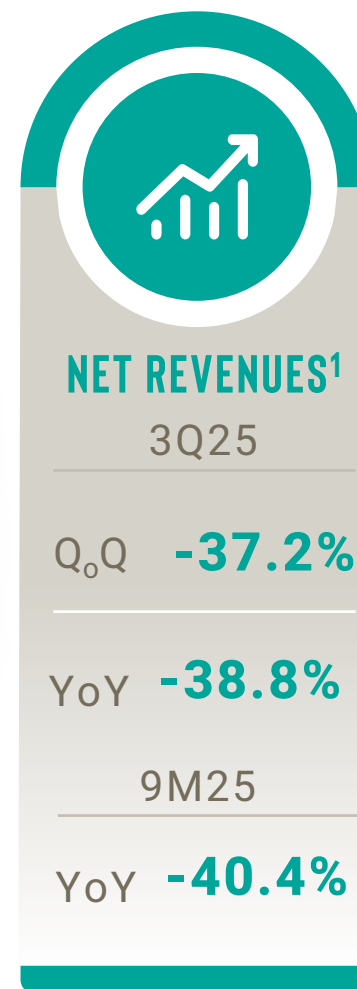 NET REVENUES¹
3Q25
QoQ -37.2%
YoY -38.8%
9M25
YoY -40.4%